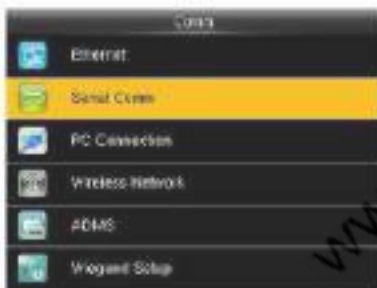 Comm.
Ethernet
Serial Comm
PC Connection
Wireless Network
ADMS
Wiegand Setup